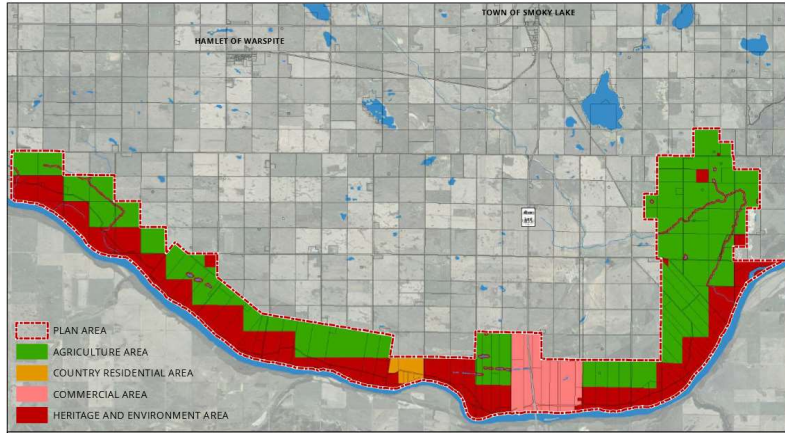 TOWN OF SMOKY LAKE
HAMLET OF WARSPITE
855
PLAN AREA
AGRICULTURE AREA
COUNTRY RESIDENTIAL AREA
COMMERCIAL AREA
HERITAGE AND ENVIRONMENT AREA